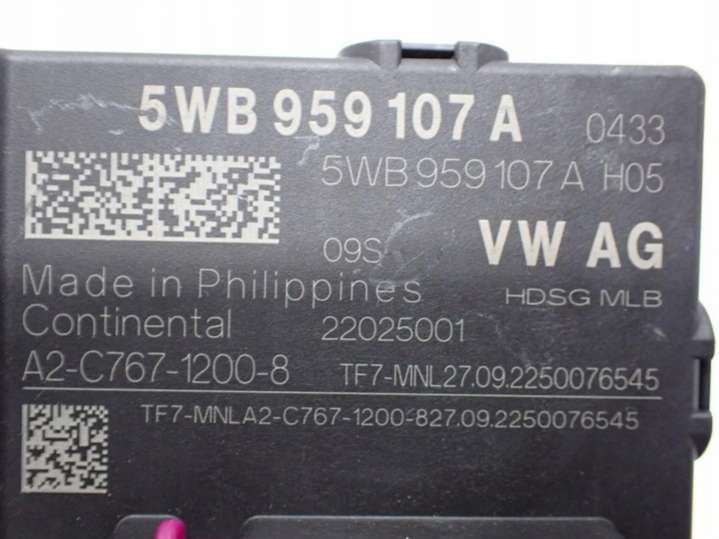 5WB 959 107 A 0433
5WB 959 107 A H05
09S VW AG
Made in Philippines HDSG MLB
Continental 22025001
A2-C767-1200-8 TF7-MNL27.09.2250076545
TF7-MNLA2-C767-1200-827.09.2250076545